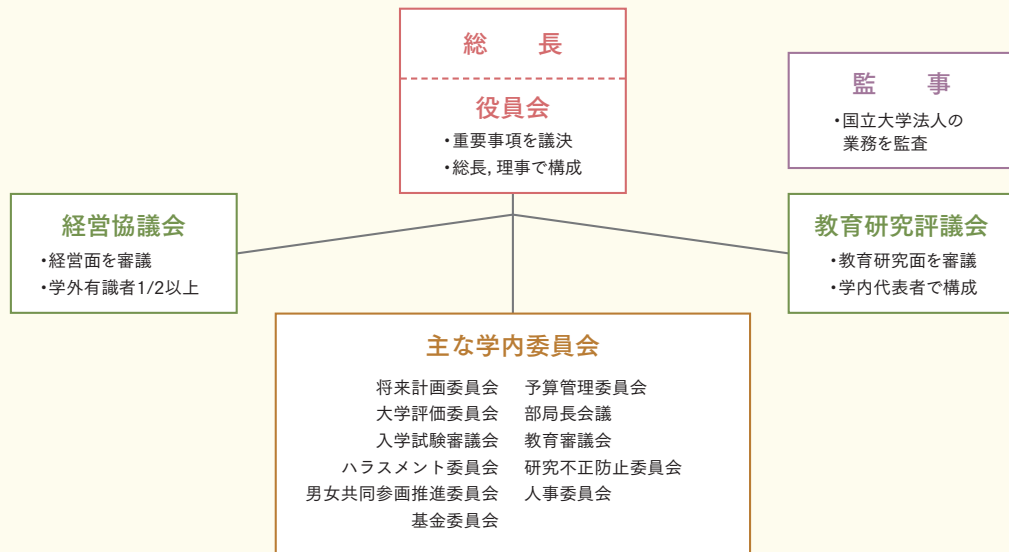 総　長
役員会
・重要事項を議決
・総長, 理事で構成
監　事
・国立大学法人の
業務を監査
経営協議会
・経営面を審議
・学外有識者1/2以上
教育研究評議会
・教育研究面を審議
・学内代表者で構成
主な学内委員会
将来計画委員会　予算管理委員会
大学評価委員会　部局長会議
入学試験審議会　教育審議会
ハラスメント委員会　研究不正防止委員会
男女共同参画推進委員会　人事委員会
基金委員会